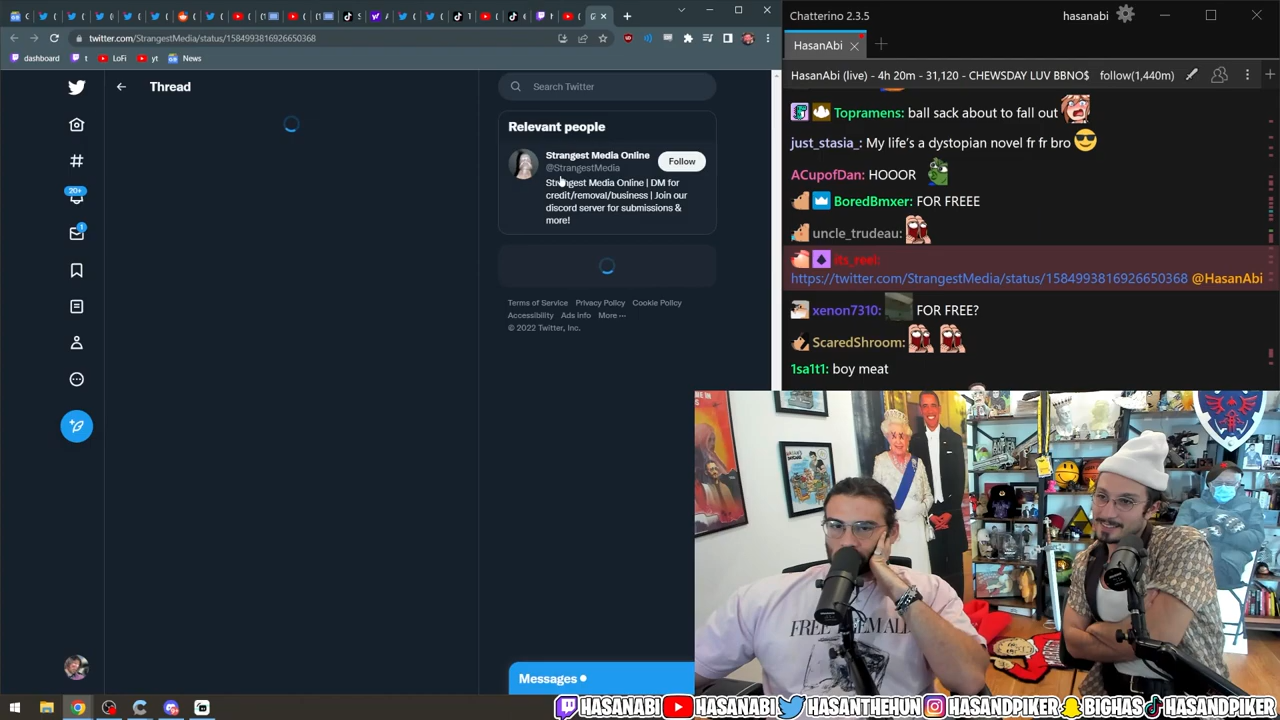 twitter.com/StrangestMedia/status/1584993816926650368
dashboard
t
LoFi
yt
News
Thread
20+
1
Search Twitter
Relevant people
Strangest Media Online
@StrangestMedia
Follow
Strangest Media Online | DM for
credit/removal/business | Join our
discord server for submissions &
more!
Terms of Service Privacy Policy Cookie Policy
Accessibility Ads Info More ···
© 2022 Twitter, Inc.
Messages
Chatterino 2.3.5
hasanabi
HasanAbi
HasanAbi (live) - 4h 20m - 31,120 - CHEWSDAY LUV BBNO$
follow(1,440m)
Topramens: ball sack about to fall out
just_stasia_: My life's a dystopian novel fr fr bro
ACupofDan: HOOOR
BoredBmxer: FOR FREEE
uncle_trudeau:
its_reel:
https://twitter.com/StrangestMedia/status/1584993816926650368 @HasanAbi
xenon7310: FOR FREE?
ScaredShroom:
1sa1t1: boy meat
HASANABI HASANABI HASANTHEHUN HASANDPIKER BIGHAS HASANDPIKER